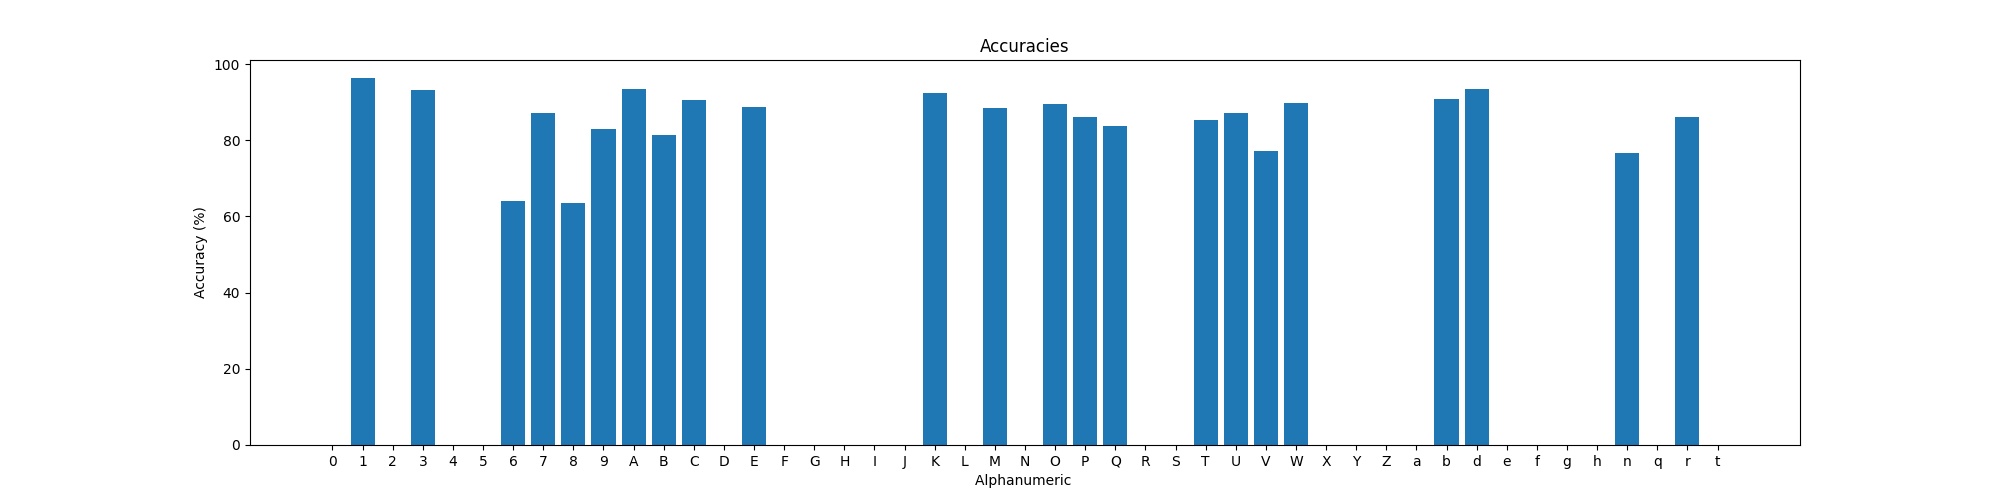 Accuracies
100
80
60
40
20
0
Accuracy (%)
0 1 2 3 4 5 6 7 8 9 A B C D E F G H I J K L M N O P Q R S T U V W X Y Z a b d e f g h n q r t
Alphanumeric